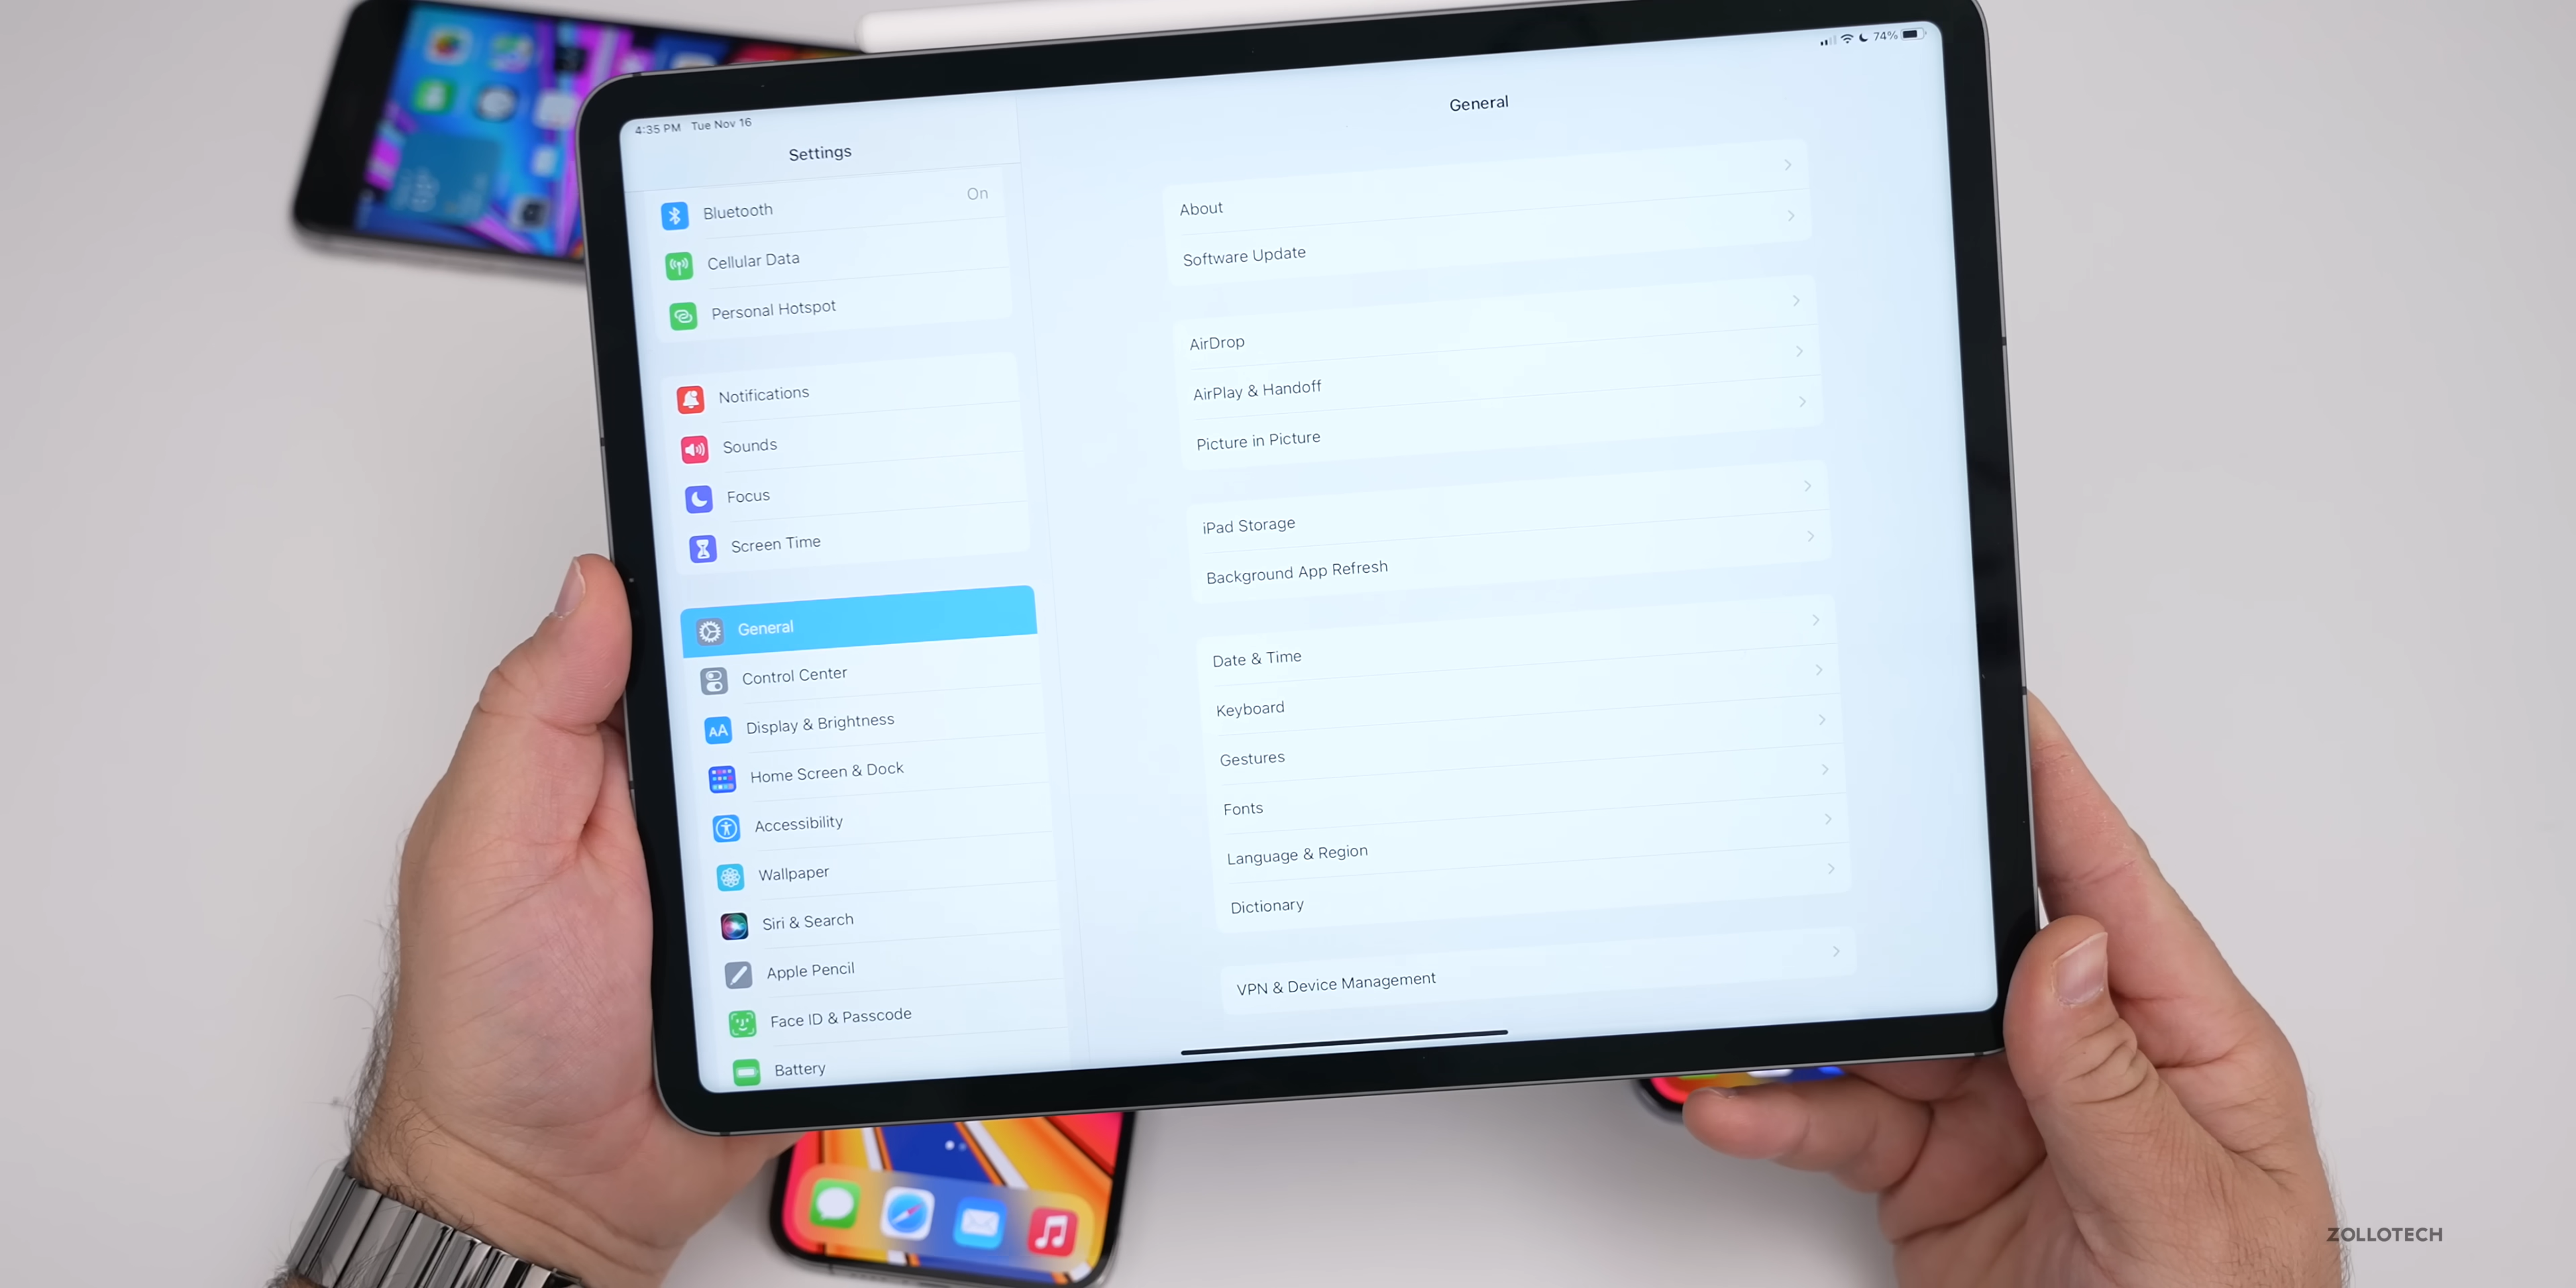 4:35 PM Tue Nov 16
74%
Settings
Bluetooth On
Cellular Data
Personal Hotspot
Notifications
Sounds
Focus
Screen Time
General
Control Center
AA Display & Brightness
Home Screen & Dock
Accessibility
Wallpaper
Siri & Search
Apple Pencil
Face ID & Passcode
Battery
General
About
Software Update
AirDrop
AirPlay & Handoff
Picture in Picture
iPad Storage
Background App Refresh
Date & Time
Keyboard
Gestures
Fonts
Language & Region
Dictionary
VPN & Device Management
ZOLLOTECH